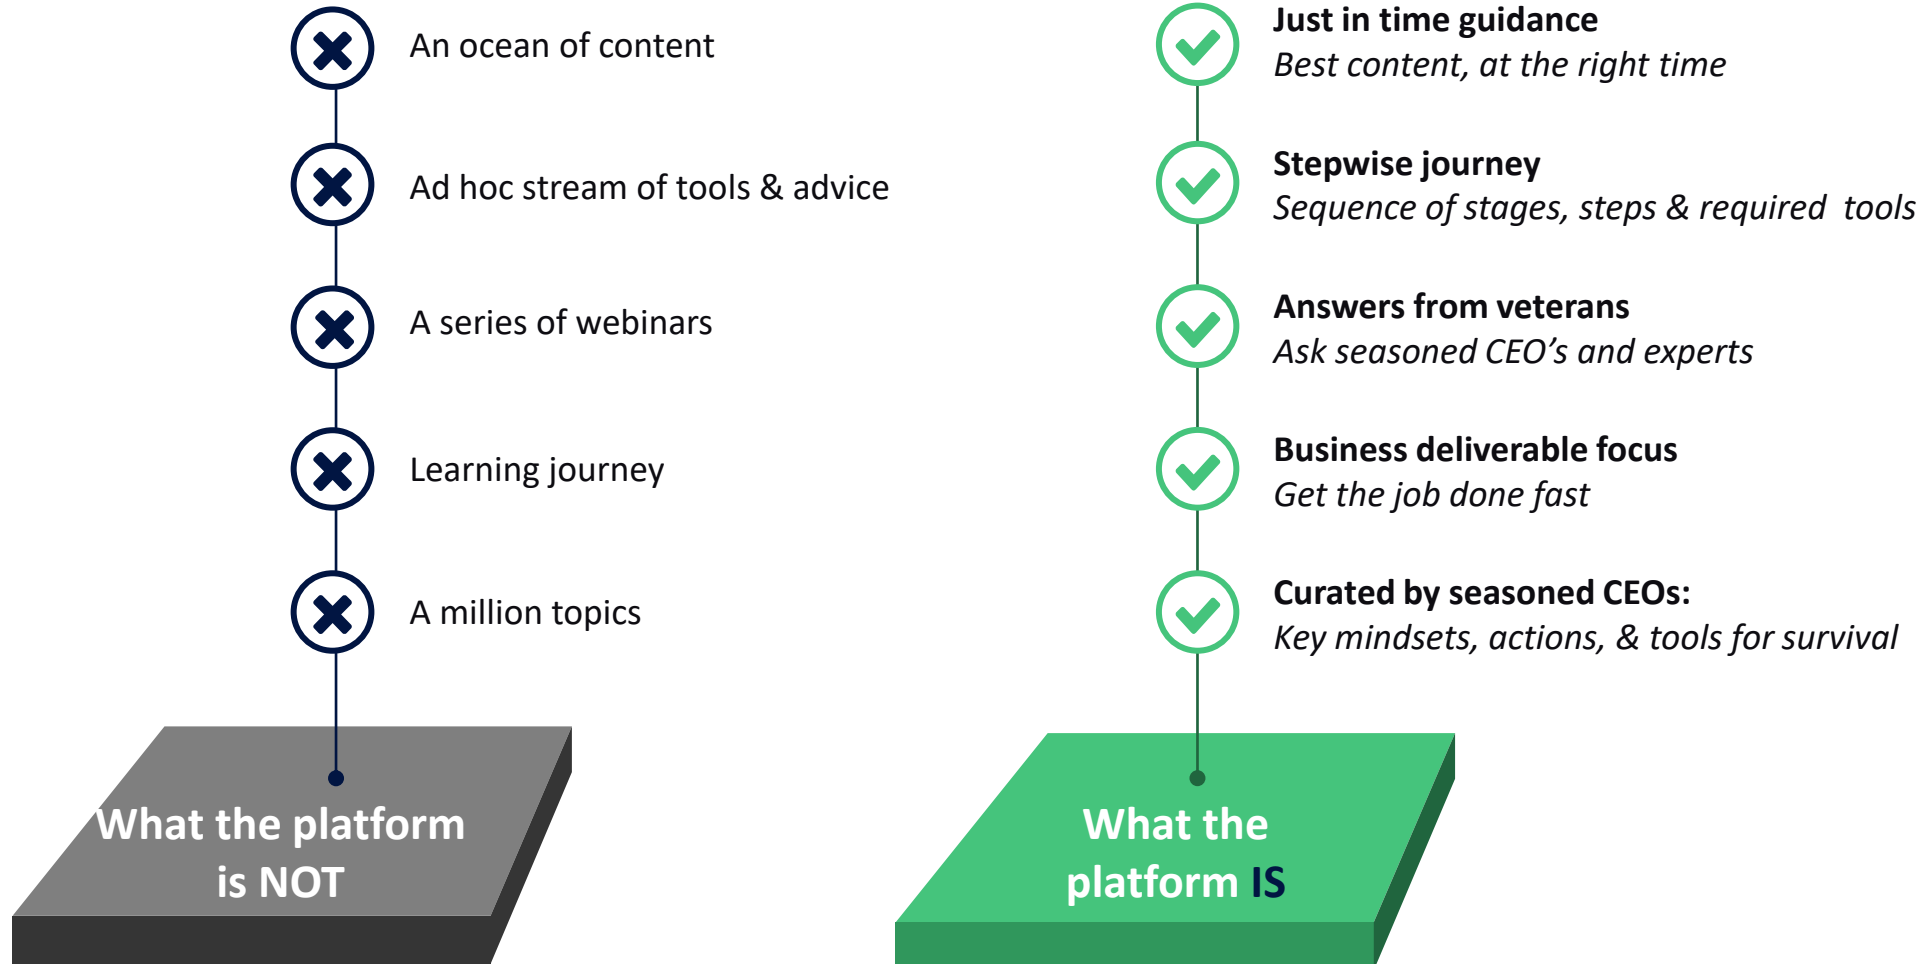 An ocean of content
Ad hoc stream of tools & advice
A series of webinars
Learning journey
A million topics
What the platform
is NOT
Just in time guidance
Best content, at the right time
Stepwise journey
Sequence of stages, steps & required  tools
Answers from veterans
Ask seasoned CEO’s and experts
Business deliverable focus
Get the job done fast
Curated by seasoned CEOs:
Key mindsets, actions, & tools for survival
What the
platform IS